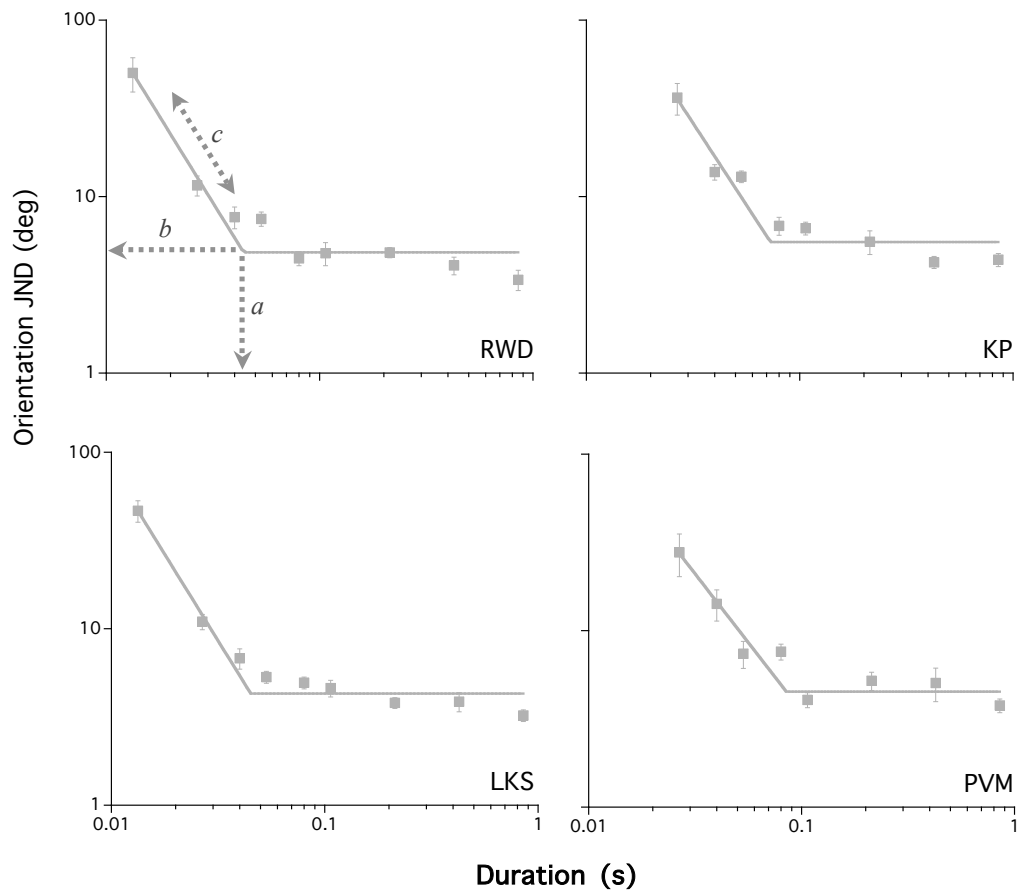 Orientation JND (deg)
100
10
1
c
b
a
RWD
KP
100
10
1
0.01
0.1
1
LKS
0.01
0.1
1
PVM
Duration (s)